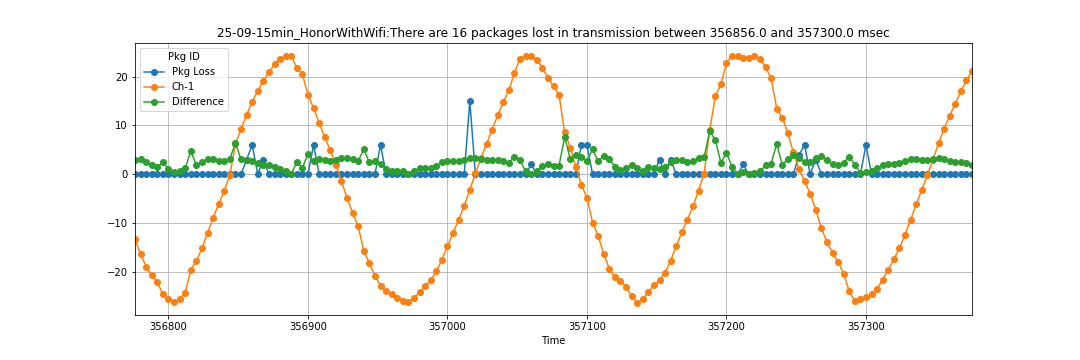 25-09-15min_HonorWithWifi:There are 16 packages lost in transmission between 356856.0 and 357300.0 msec
Pkg ID
Pkg Loss
Ch-1
Difference
20
10
0
−10
−20
356800 356900 357000 357100 357200 357300
Time